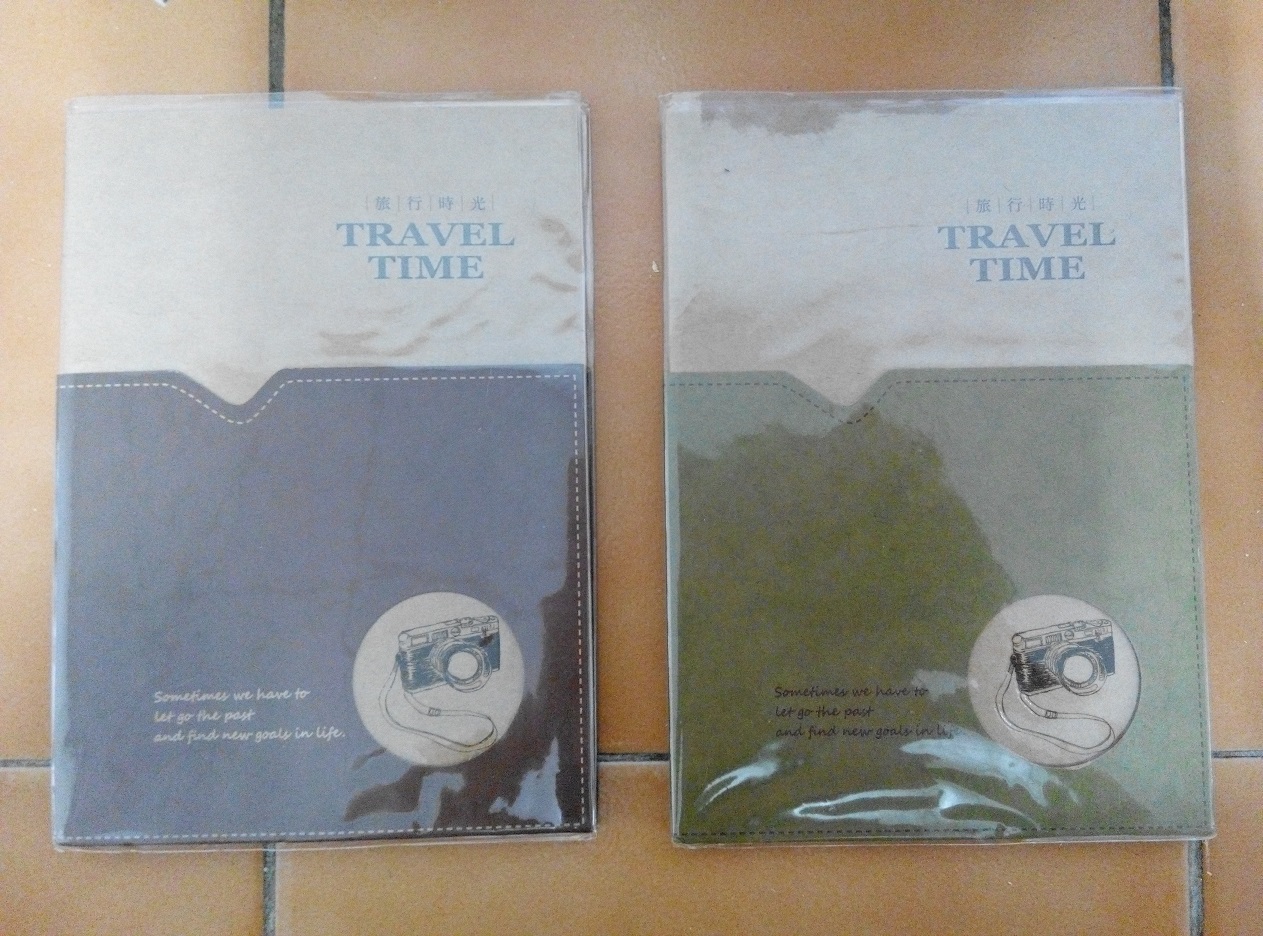 旅行時光
TRAVEL
TIME
Sometimes we have to
let go the past
and find new goals in life.
旅行時光
TRAVEL
TIME
Sometimes we have to
let go the past
and find new goals in